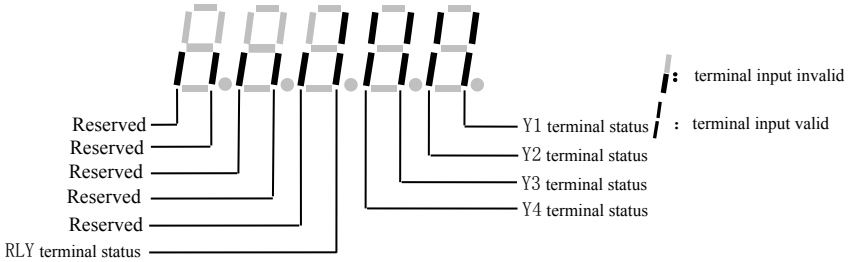 Reserved
Reserved
Reserved
Reserved
Reserved
RLY terminal status
Y1 terminal status
Y2 terminal status
Y3 terminal status
Y4 terminal status
: terminal input invalid
: terminal input valid